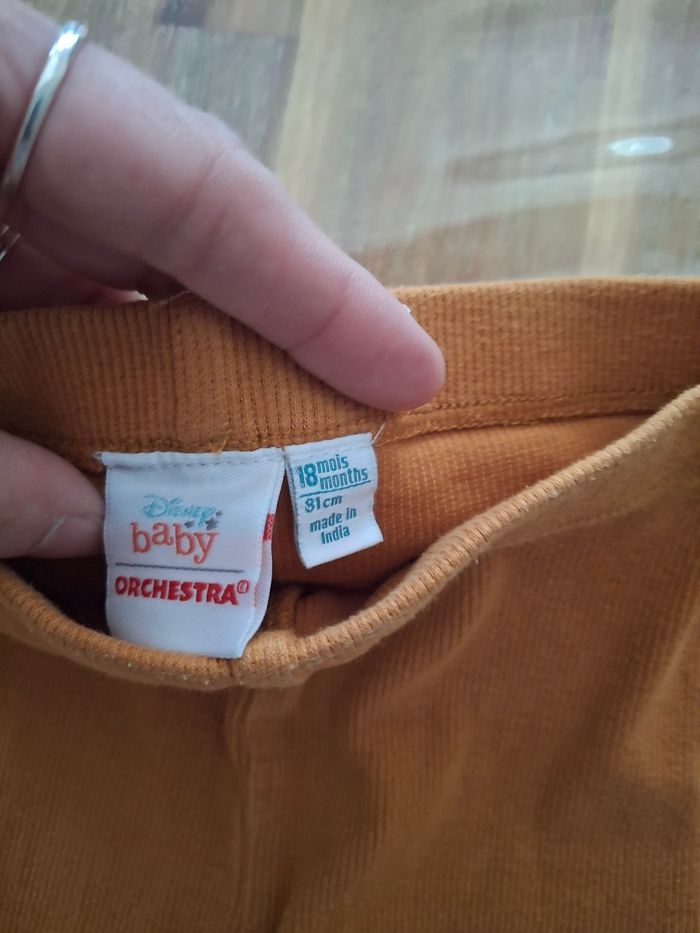 Disney
baby
ORCHESTRA©
18 mois
months
81cm
made in
India